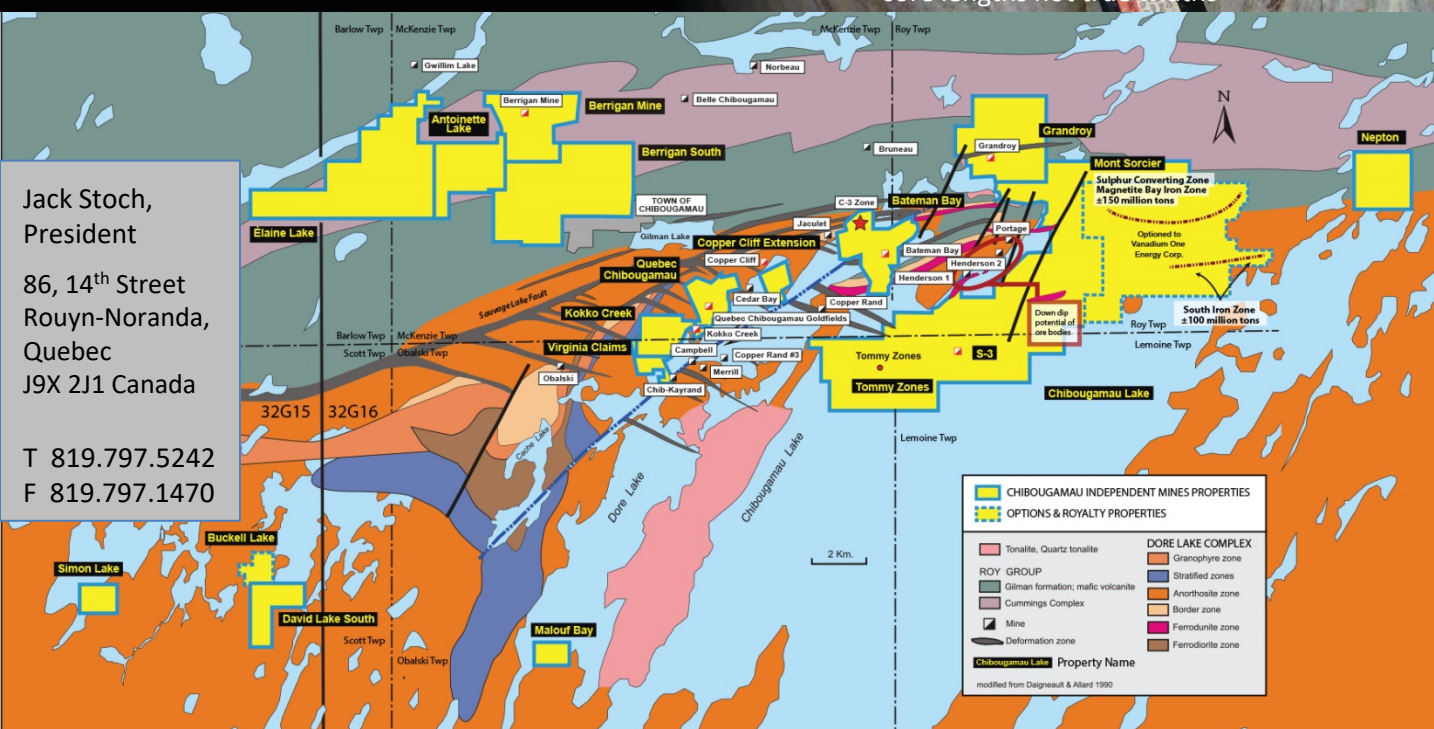 Barlow Twp
McKenzie Twp
McKenzie Twp
Roy Twp
Gwillim Lake
Norbeau
Berrigan Mine
Belle Chibougamau
Berrigan Mine
Antoinette
Lake
Grandroy
N
Nepton
Berrigan South
Bruneau
Grandroy
Mont Sorcier
Sulphur Converting Zone
Magnetite Bay Iron Zone
±150 million tons
Jack Stoch,
President
86, 14th Street
Rouyn-Noranda,
Quebec
J9X 2J1 Canada
T 819.797.5242
F 819.797.1470
TOWN OF
CHIBOUGAMAU
C-3 Zone
Bateman Bay
Élaine Lake
Gilman Lake
Jaculet
Portage
Optioned to
Vanadium One
Energy Corp.
Copper Cliff Extension
Bateman Bay
Quebec
Chibougamau
Copper Cliff
Henderson 2
Henderson 1
Sauvage Lake Fault
Cedar Bay
Copper Rand
Kokko Creek
Quebec Chibougamau Goldfields
Down dip
potential of
ore bodies
South Iron Zone
±100 million tons
Barlow Twp
McKenzie Twp
Kokko Creek
Roy Twp
Scott Twp
Obalski Twp
Virginia Claims
Campbell
Copper Rand #3
Tommy Zones
S-3
Lemoine Twp
Obalski
Merrill
Chib-Kayrand
Tommy Zones
Chibougamau Lake
32G15
32G16
Cache Lake
Dore Lake
Chibougamau Lake
Lemoine Twp
CHIBOUGAMAU INDEPENDENT MINES PROPERTIES
OPTIONS & ROYALTY PROPERTIES
Buckell Lake
Simon Lake
2 Km.
Tonalite, Quartz tonalite
ROY GROUP
Gilman formation; mafic volcanite
Cummings Complex
Mine
Deformation zone
Chibougamau Lake Property Name
modified from Daigneault & Allard 1990
DORE LAKE COMPLEX
Granophyre zone
Stratified zones
Anorthosite zone
Border zone
Ferrodunite zone
Ferrodiorite zone
David Lake South
Malouf Bay
Scott Twp
Obalski Twp